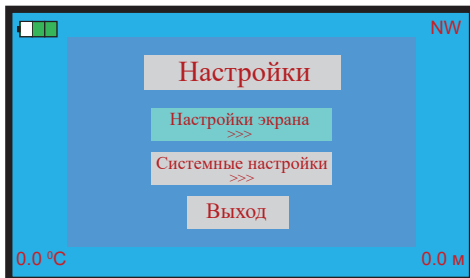 NW
Настройки
Настройки экрана
>>>
Системные настройки
>>>
Выход
0.0 ⁰C
0.0 м